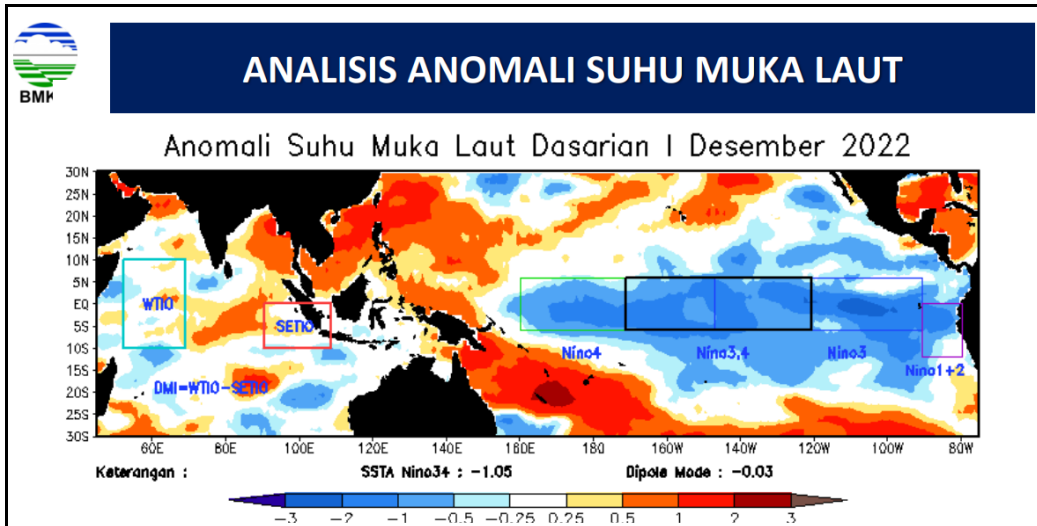 BMK
ANALISIS ANOMALI SUHU MUKA LAUT
Anomali Suhu Muka Laut Dasarian I Desember 2022
30N
25N
20N
15N
10N
5N
EQ
5S
10S
15S
20S
25S
30S
WTIO
SETIO
DMI=WTIO-SETIO
Nino4
Nino3,4
Nino3
Nino1+2
60E 80E 100E 120E 140E 160E 180 160W 140W 120W 100W 80W
Keterangan : SSTA Nino34 : -1.05 Dipole Mode : -0.03
-3 -2 -1 -0.5 -0.25 0.25 0.5 1 2 3